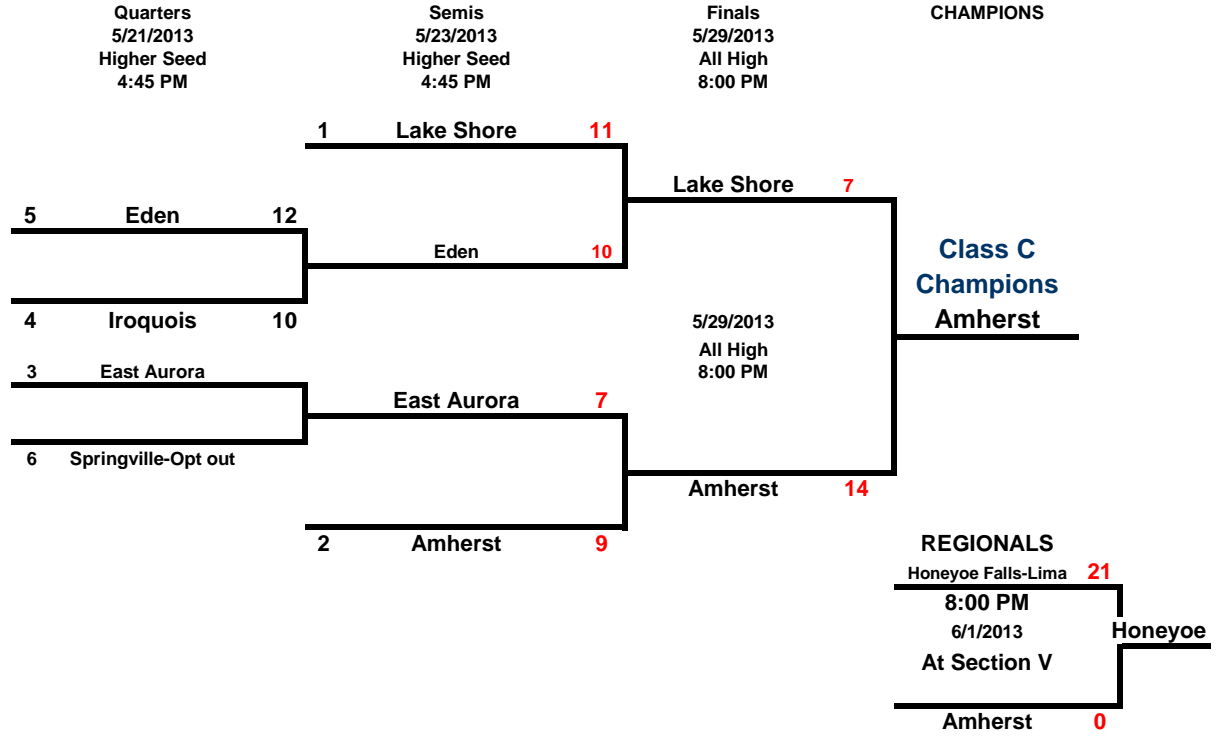 Quarters Semis Finals CHAMPIONS
5/21/2013 5/23/2013 5/29/2013
Higher Seed Higher Seed All High
4:45 PM 4:45 PM 8:00 PM
1 Lake Shore 11
Lake Shore 7
5 Eden 12
Eden 10
Class C
Champions
4 Iroquois 10
5/29/2013
Amherst
All High
8:00 PM
3 East Aurora
East Aurora 7
6 Springville-Opt out
Amherst 14
2 Amherst 9
REGIONALS
Honeyoe Falls-Lima 21
8:00 PM
6/1/2013
Honeyoe
At Section V
Amherst 0